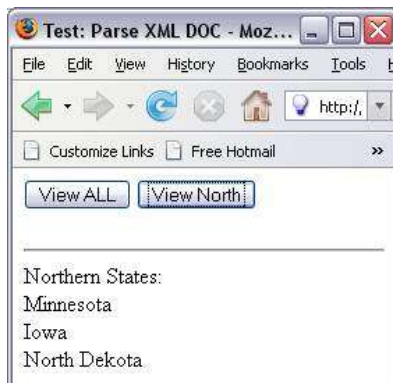 Test: Parse XML DOC - Moz...
File Edit View History Bookmarks Tools H
http:/,
Customize Links Free Hotmail »
View ALL View North
Northern States:
Minnesota
Iowa
North Dekota